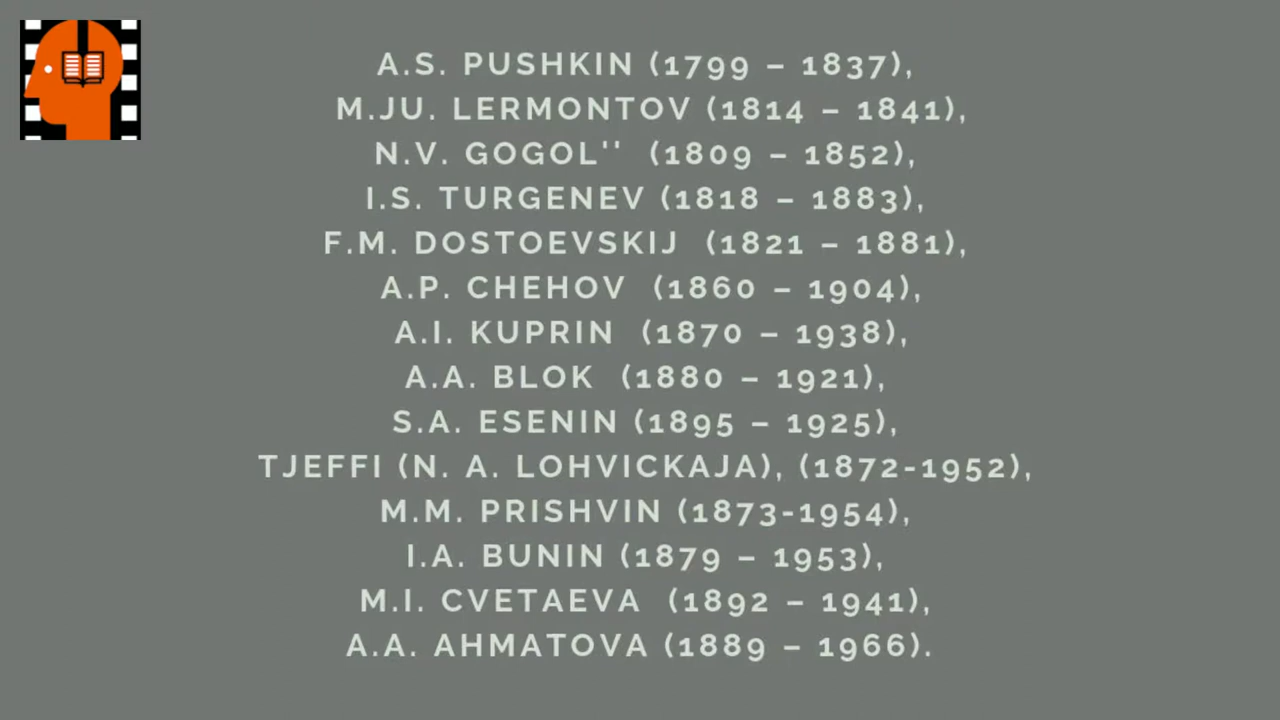 A.S. PUSHKIN (1799 – 1837),
M.JU. LERMONTOV (1814 – 1841),
N.V. GOGOL'' (1809 – 1852),
I.S. TURGENEV (1818 – 1883),
F.M. DOSTOEVSKIJ (1821 – 1881),
A.P. CHEHOV (1860 – 1904),
A.I. KUPRIN (1870 – 1938),
A.A. BLOK (1880 – 1921),
S.A. ESENIN (1895 – 1925),
TJEFFI (N. A. LOHVICKAJA), (1872-1952),
M.M. PRISHVIN (1873-1954),
I.A. BUNIN (1879 – 1953),
M.I. CVETAEVA (1892 – 1941),
A.A. AHMATOVA (1889 – 1966).